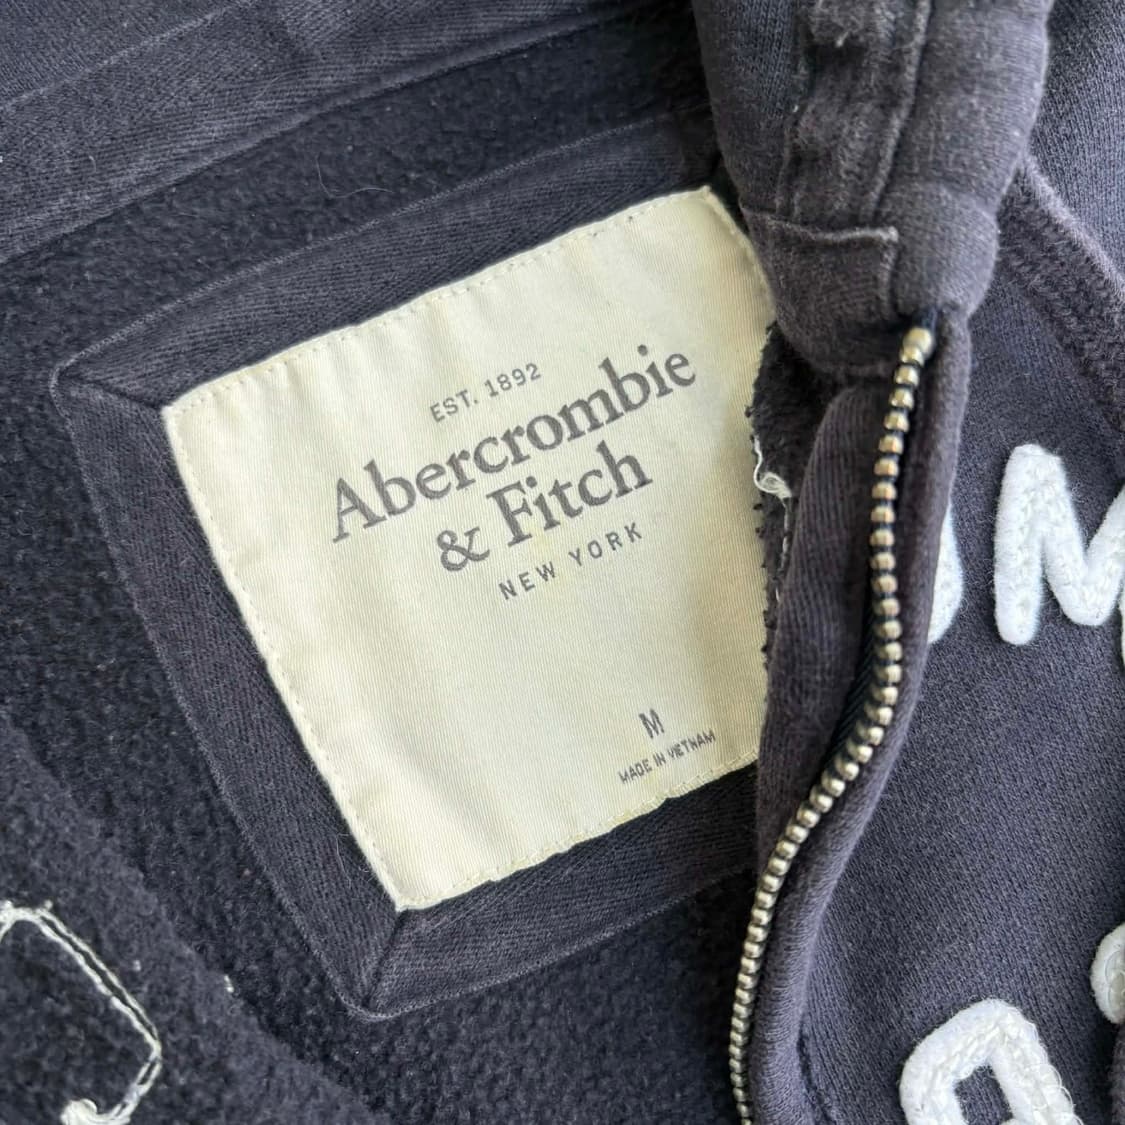 EST. 1892
Abercrombie
& Fitch
NEW YORK
M
MADE IN VIETNAM
M